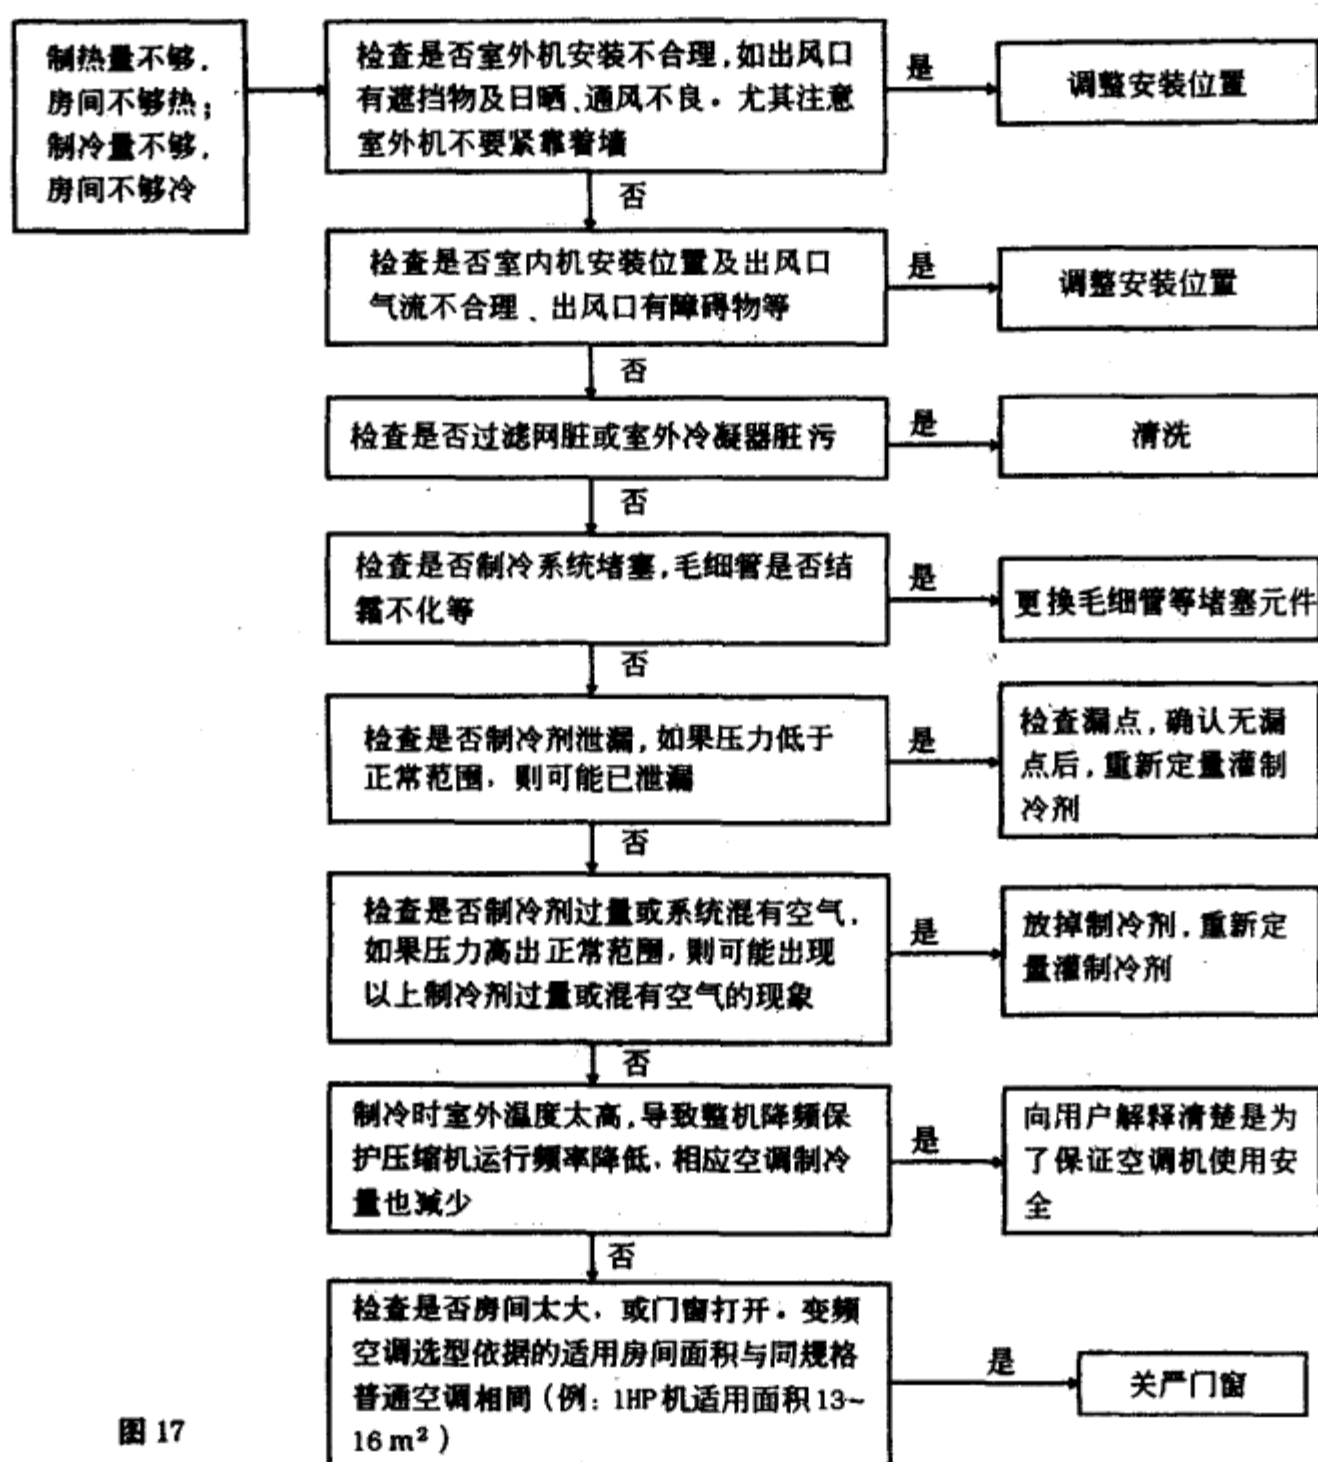 制热量不够，
房间不够热；
制冷量不够，
房间不够冷
检查是否室外机安装不合理，如出风口
有遮挡物及日晒、通风不良。尤其注意
室外机不要紧靠着墙
是
调整安装位置
否
检查是否室内机安装位置及出风口
气流不合理、出风口有障碍物等
是
调整安装位置
否
检查是否过滤网脏或室外冷凝器脏污
是
清洗
否
检查是否制冷系统堵塞，毛细管是否结
霜不化等
是
更换毛细管等堵塞元件
否
检查是否制冷剂泄漏，如果压力低于
正常范围，则可能已泄漏
是
检查漏点，确认无漏
点后，重新定量灌制
冷剂
否
检查是否制冷剂过量或系统混有空气，
如果压力高出正常范围，则可能出现
以上制冷剂过量或混有空气的现象
是
放掉制冷剂，重新定
量灌制冷剂
否
制冷时室外温度太高，导致整机降频保
护压缩机运行频率降低，相应空调制冷
量也减少
是
向用户解释清楚是为
了保证空调机使用安
全
否
检查是否房间太大，或门窗打开。变频
空调选型依据的适用房间面积与同规格
普通空调相同（例：1HP机适用面积13~
16m²）
是
关严门窗
图 17